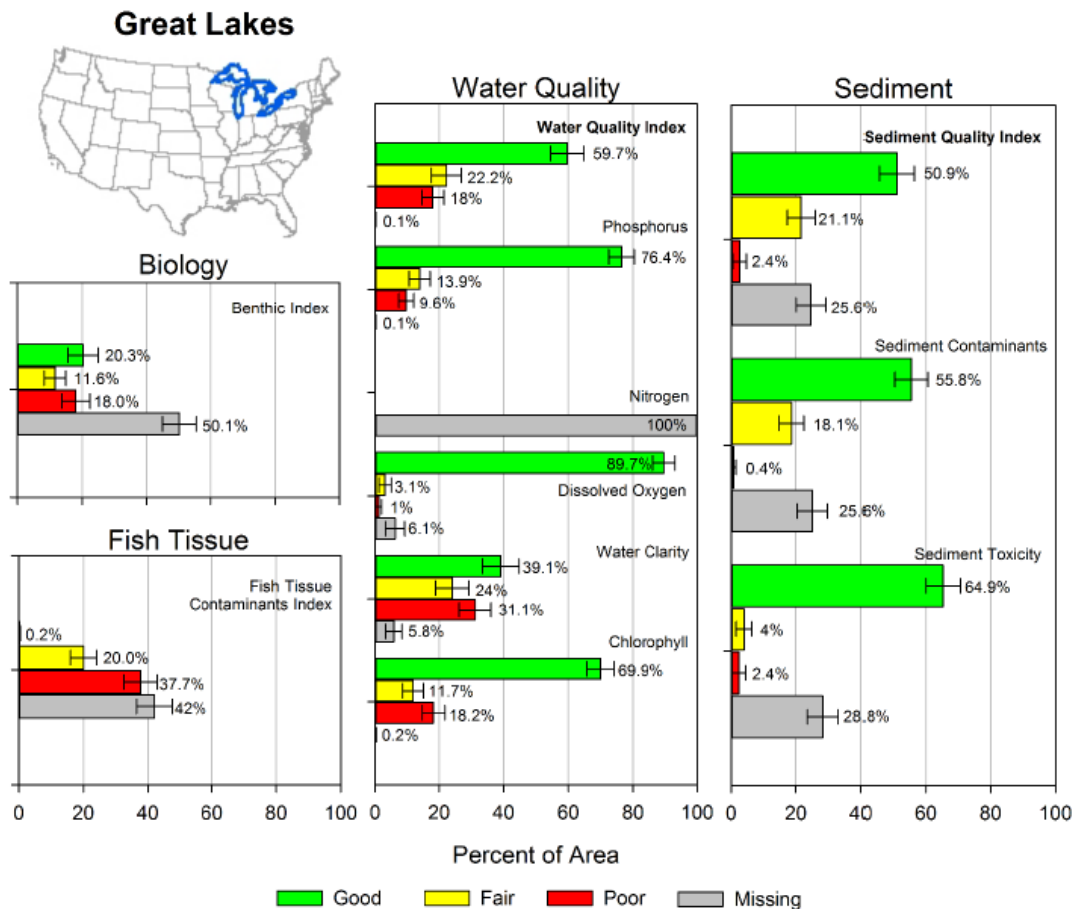 Great Lakes
Biology
Benthic Index
20.3%
11.6%
18.0%
50.1%
Fish Tissue
Fish Tissue
Contaminants Index
0.2%
20.0%
37.7%
42%
0 20 40 60 80 100
Water Quality
Water Quality Index
59.7%
22.2%
18%
0.1%
Phosphorus
76.4%
13.9%
9.6%
0.1%
Nitrogen
100%
89.7%
Dissolved Oxygen
3.1%
1%
6.1%
Water Clarity
39.1%
24%
31.1%
5.8%
Chlorophyll
69.9%
11.7%
18.2%
0.2%
0 20 40 60 80 100
Sediment
Sediment Quality Index
50.9%
21.1%
2.4%
25.6%
Sediment Contaminants
55.8%
18.1%
0.4%
25.6%
Sediment Toxicity
64.9%
4%
2.4%
28.8%
0 20 40 60 80 100
Percent of Area
Good Fair Poor Missing